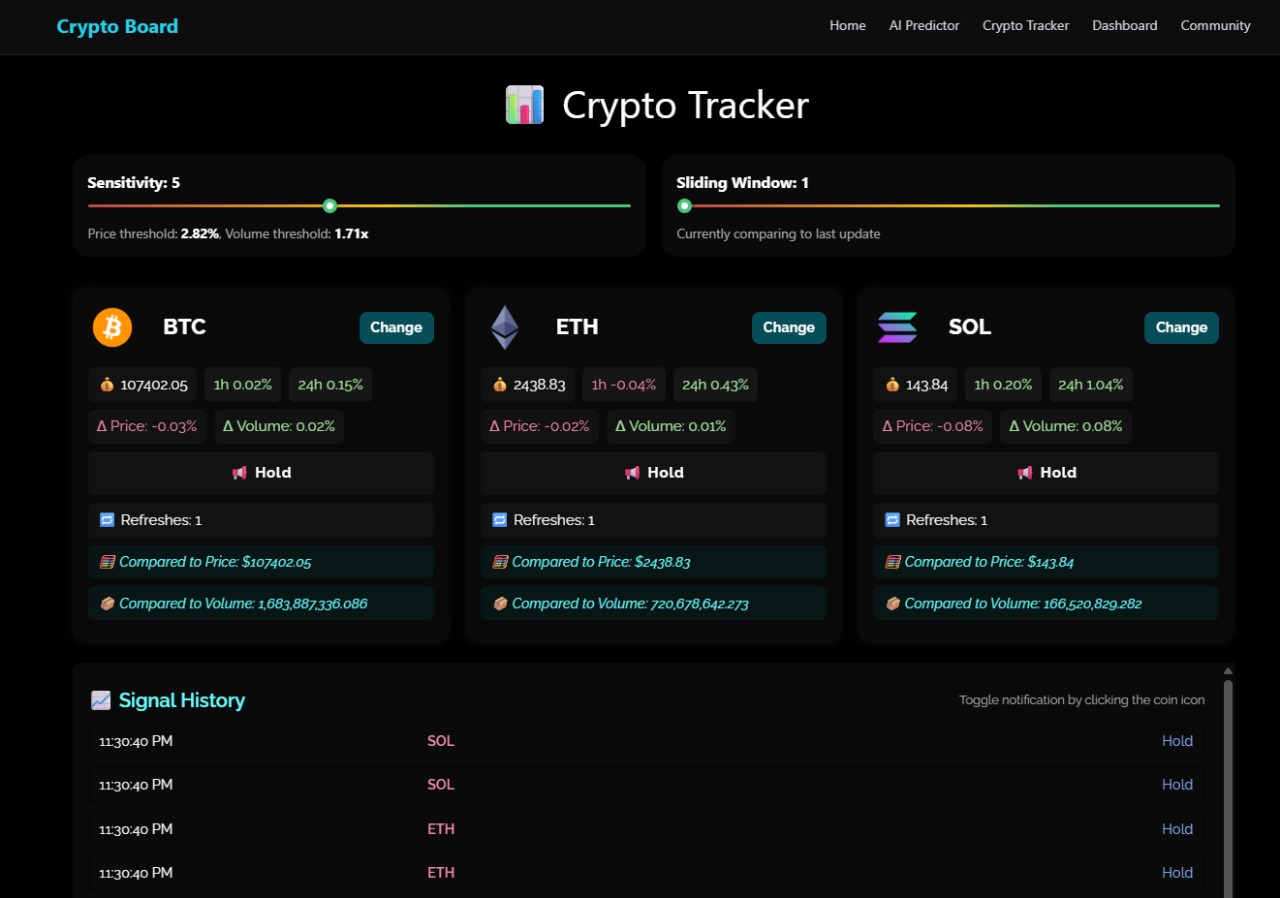 Crypto Board Home AI Predictor Crypto Tracker Dashboard Community
Crypto Tracker
Sensitivity: 5
Price threshold: 2.82%, Volume threshold: 1.71x
Sliding Window: 1
Currently comparing to last update
BTC Change
107402.05 1h 0.02% 24h 0.15%
Δ Price: -0.03% Δ Volume: 0.02%
Hold
Refreshes: 1
Compared to Price: $107402.05
Compared to Volume: 1,683,887,336.086
ETH Change
2438.83 1h -0.04% 24h 0.43%
Δ Price: -0.02% Δ Volume: 0.01%
Hold
Refreshes: 1
Compared to Price: $2438.83
Compared to Volume: 720,678,642.273
SOL Change
143.84 1h 0.20% 24h 1.04%
Δ Price: -0.08% Δ Volume: 0.08%
Hold
Refreshes: 1
Compared to Price: $143.84
Compared to Volume: 166,520,829.282
Signal History Toggle notification by clicking the coin icon
11:30:40 PM SOL Hold
11:30:40 PM SOL Hold
11:30:40 PM ETH Hold
11:30:40 PM ETH Hold